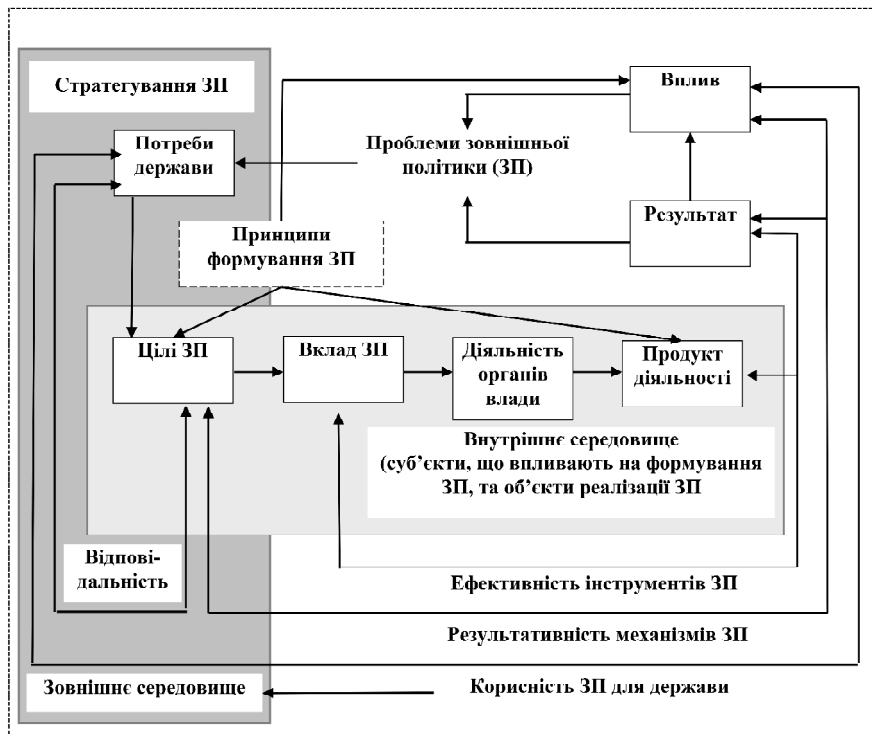 Стратегування ЗП
Вплив
Потреби
держави
Проблеми зовнішньої
політики (ЗП)
Результат
Принципи
формування ЗП
Цілі ЗП
Вклад ЗП
Діяльність
органів
влади
Продукт
діяльності
Внутрішнє середовище
(суб’єкти, що впливають на формування
ЗП, та об’єкти реалізації ЗП
Відпові-
дальність
Ефективність інструментів ЗП
Результативність механізмів ЗП
Зовнішнє середовище
Корисність ЗП для держави